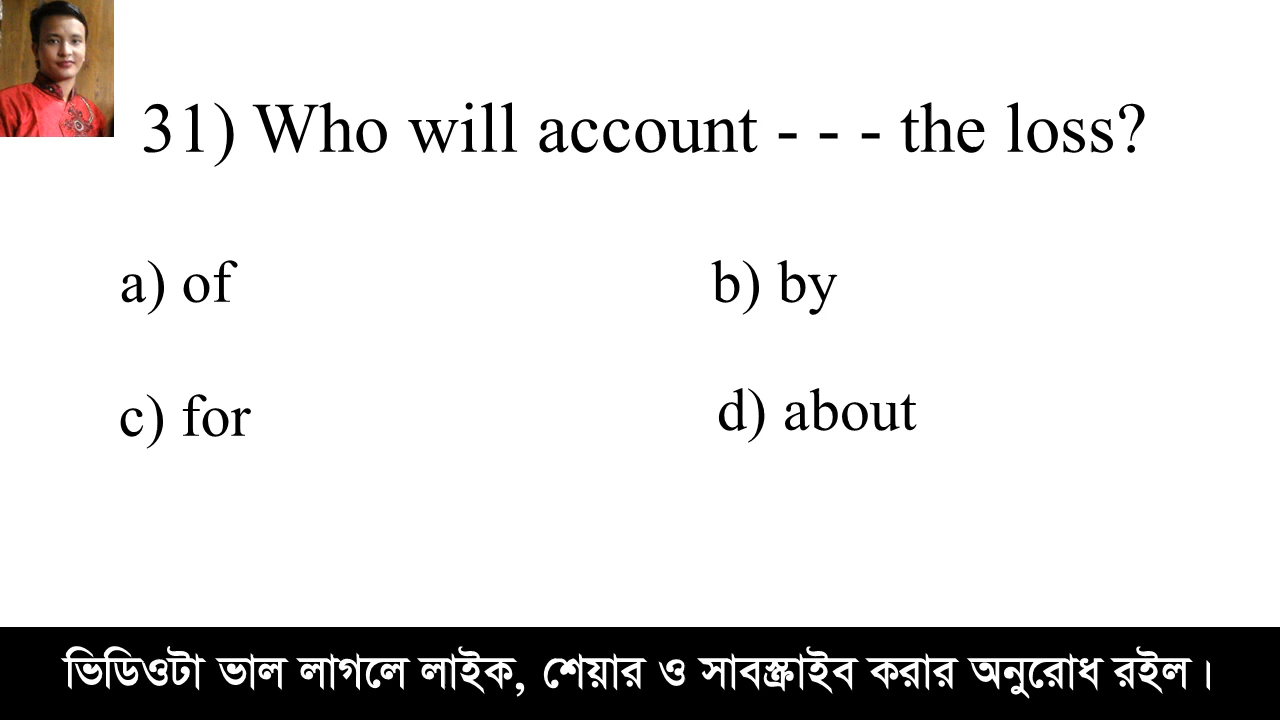 31) Who will account - - - the loss?
a) of
b) by
c) for
d) about
ভিডিওটা ভাল লাগলে লাইক, শেয়ার ও সাবস্ক্রাইব করার অনুরোধ রইল।